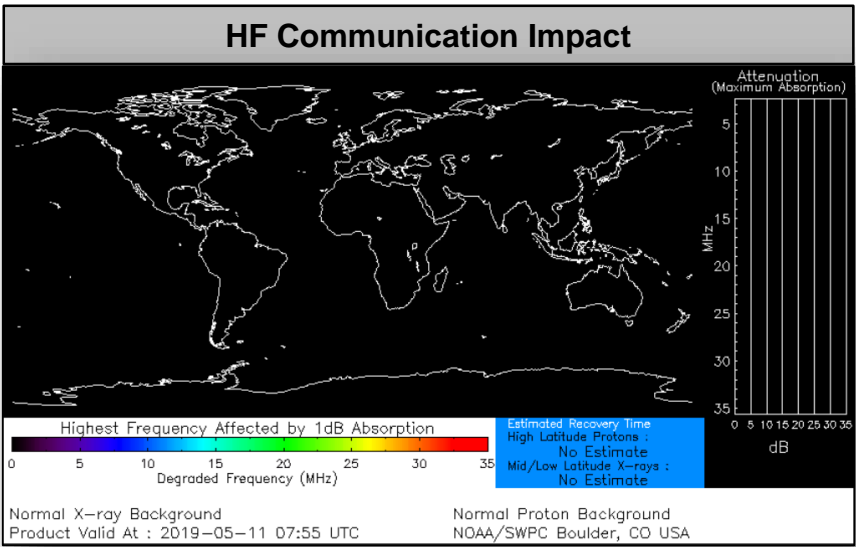 HF Communication Impact
Attenuation
(Maximum Absorption)
5
10
15
20
25
30
35
MHz
0 5 10 15 20 25 30 35
dB
Highest Frequency Affected by 1dB Absorption
0 5 10 15 20 25 30 35
Degraded Frequency (MHz)
Estimated Recovery Time
High Latitude Protons :
No Estimate
Mid/Low Latitude X-rays :
No Estimate
Normal X-ray Background
Normal Proton Background
Product Valid At : 2019-05-11 07:55 UTC
NOAA/SWPC Boulder, CO USA